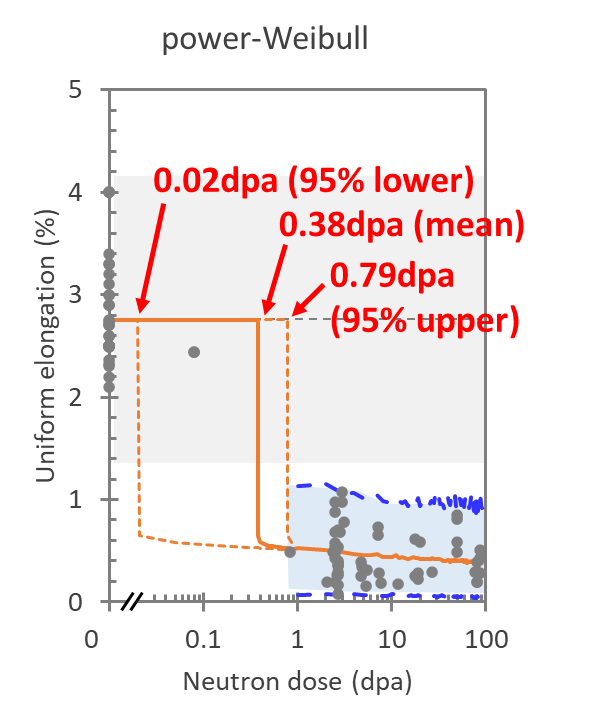 power-Weibull
5
0.02dpa (95% lower)
4
0.38dpa (mean)
0.79dpa
3
(95% upper)
Uniform elongation (%)
2
1
0
0 0.1 1 10 100
Neutron dose (dpa)